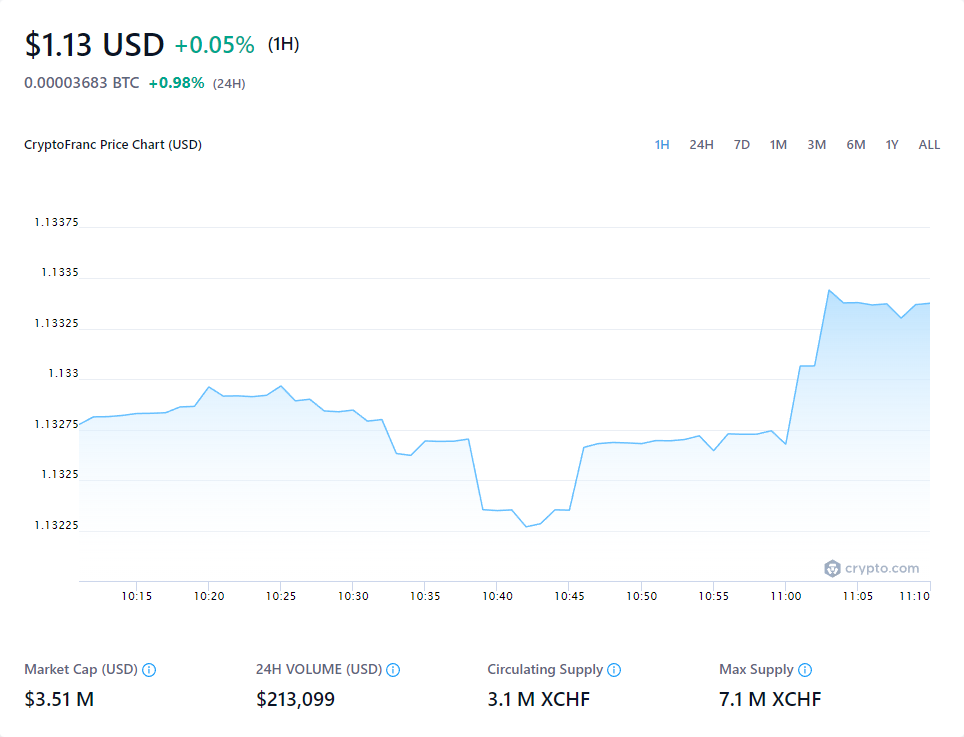 $1.13 USD +0.05% (1H)
0.00003683 BTC +0.98% (24H)
CryptoFranc Price Chart (USD) 1H 24H 7D 1M 3M 6M 1Y ALL
1.13375
1.1335
1.13325
1.133
1.13275
1.1325
1.13225
crypto.com
10:15 10:20 10:25 10:30 10:35 10:40 10:45 10:50 10:55 11:00 11:05 11:10
Market Cap (USD) 24H VOLUME (USD) Circulating Supply Max Supply
$3.51 M $213,099 3.1 M XCHF 7.1 M XCHF